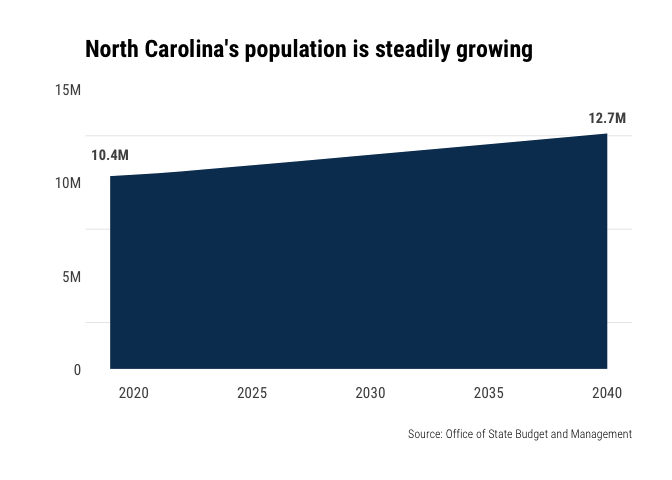 North Carolina's population is steadily growing
15M
12.7M
10.4M
10M
5M
0
2020 2025 2030 2035 2040
Source: Office of State Budget and Management